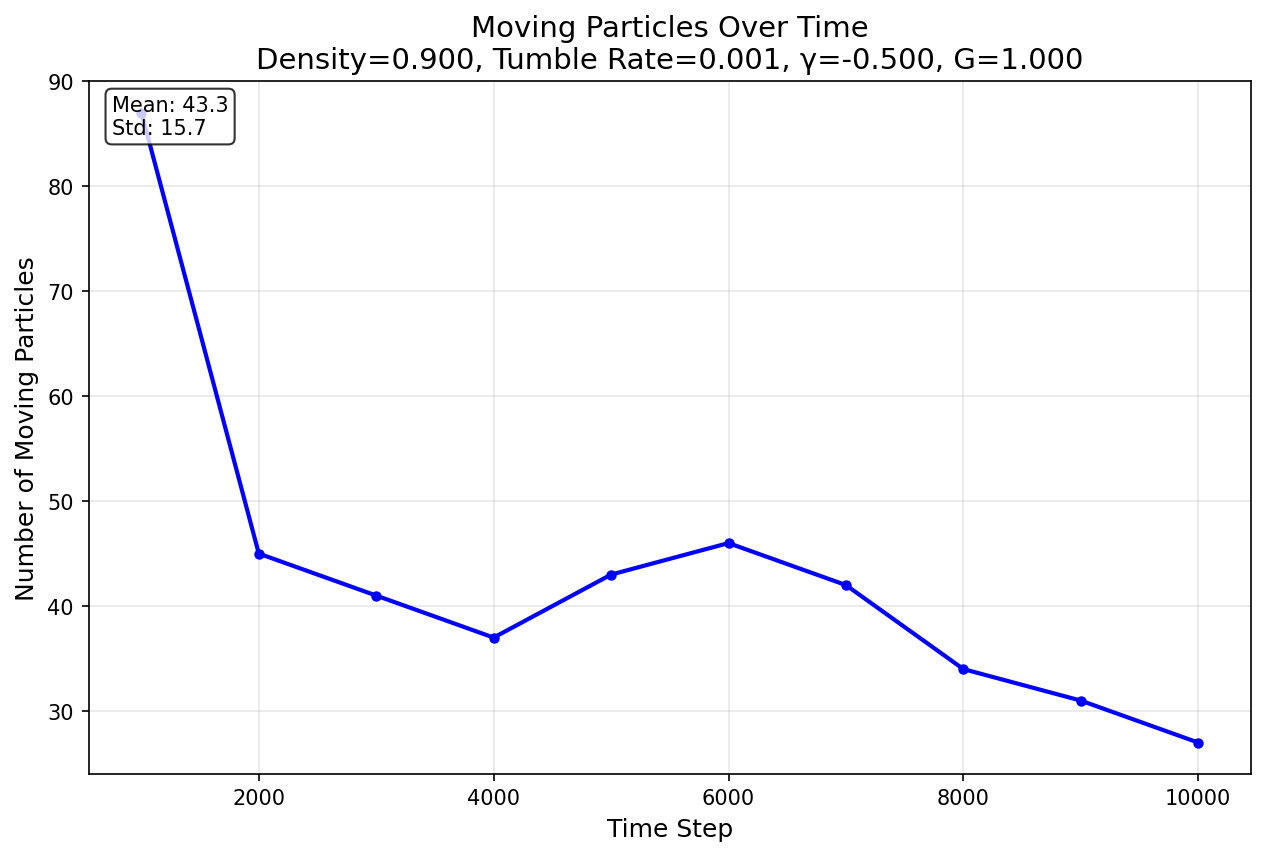 Moving Particles Over Time
Density=0.900, Tumble Rate=0.001, γ=-0.500, G=1.000
Mean: 43.3
Std: 15.7
Number of Moving Particles
90
80
70
60
50
40
30
2000
4000
6000
8000
10000
Time Step